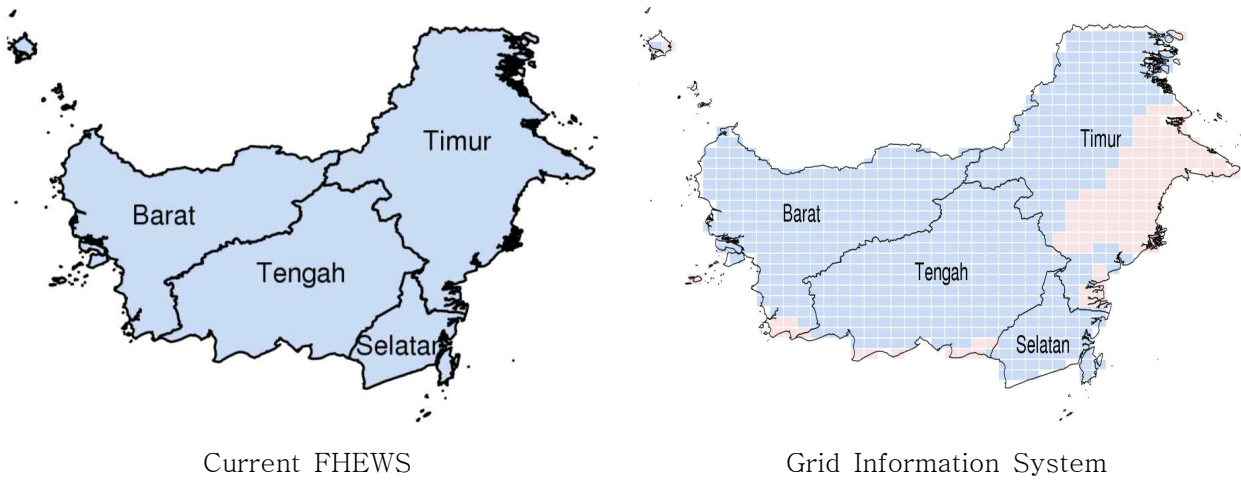 Timur
Barat
Tengah
Selatan
Timur
Barat
Tengah
Selatan
Current FHEWS
Grid Information System